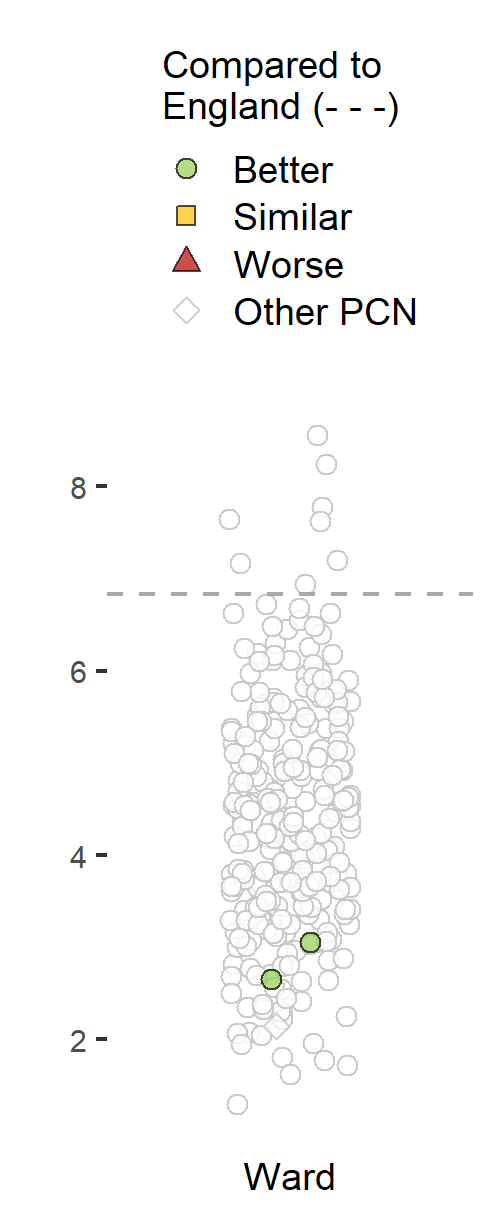 Compared to
England (- - -)
Better
Similar
Worse
Other PCN
8
6
4
2
Ward